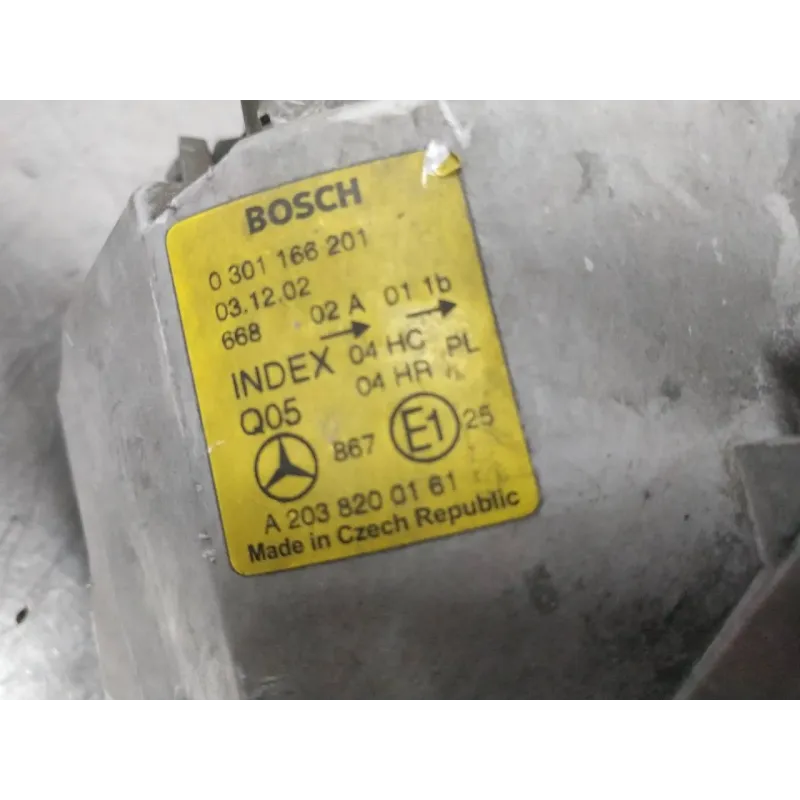 BOSCH
0 301 166 201
03.12.02
668 02 A 01 1b
INDEX 04 HC PL
Q05 04 HR
867 E1 25
A 203 820 01 61
Made in Czech Republic